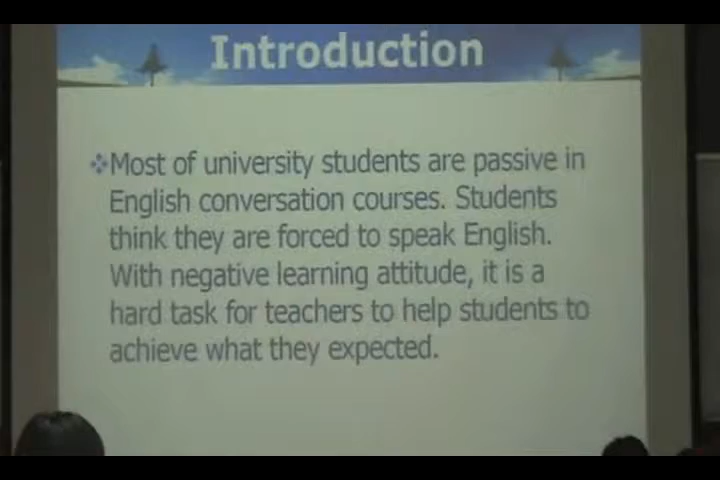 Introduction
Most of university students are passive in
English conversation courses. Students
think they are forced to speak English.
With negative learning attitude, it is a
hard task for teachers to help students to
achieve what they expected.